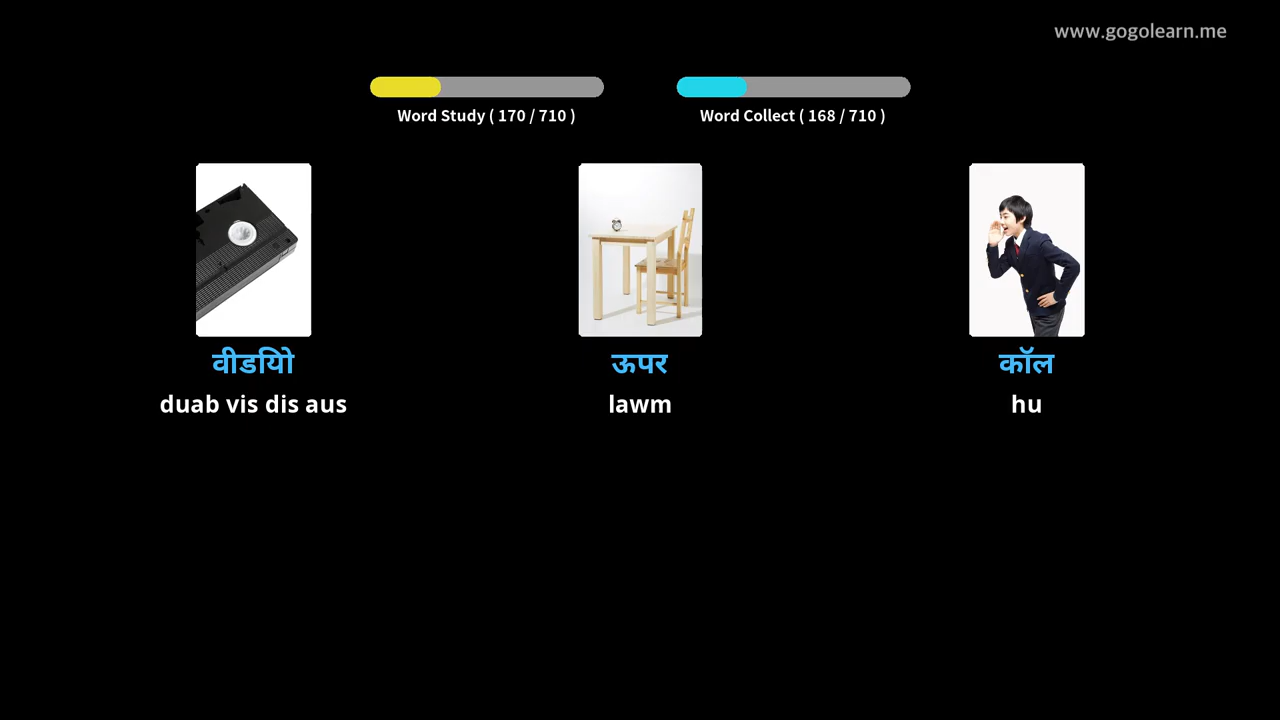 www.gogolearn.me
Word Study ( 170 / 710 )
Word Collect ( 168 / 710 )
वीडियो
ऊपर
कॉल
duab vis dis aus
lawm
hu